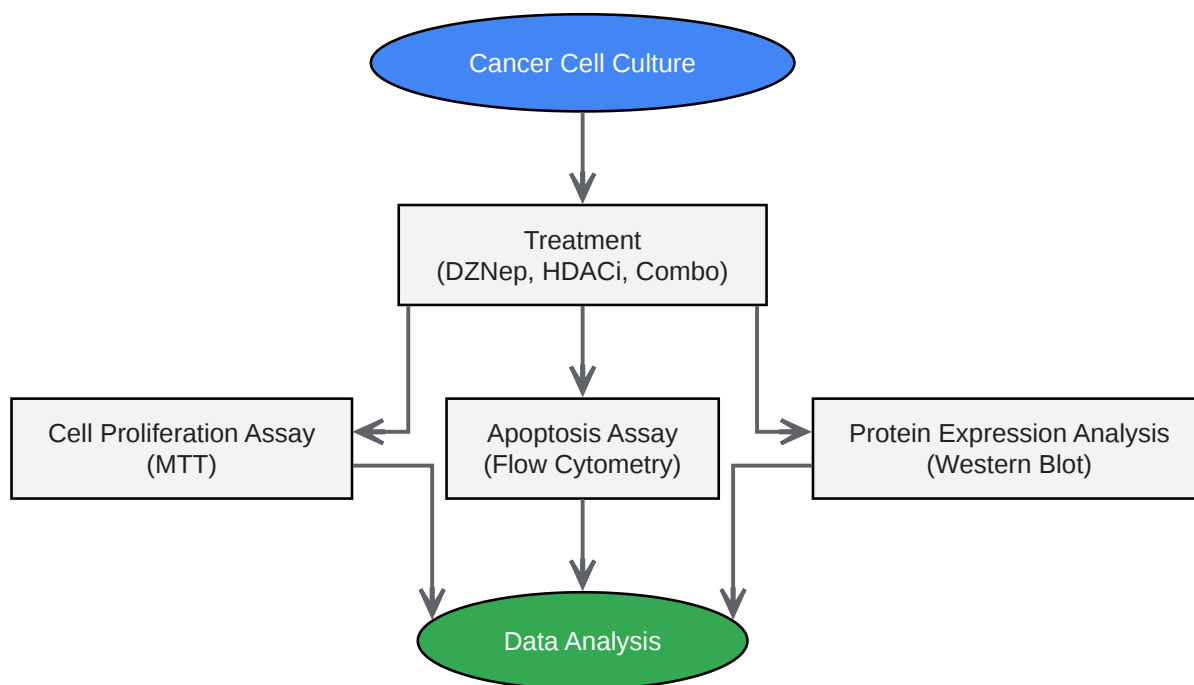 Cancer Cell Culture
Treatment
(DZNep, HDACi, Combo)
Cell Proliferation Assay
(MTT)
Apoptosis Assay
(Flow Cytometry)
Protein Expression Analysis
(Western Blot)
Data Analysis